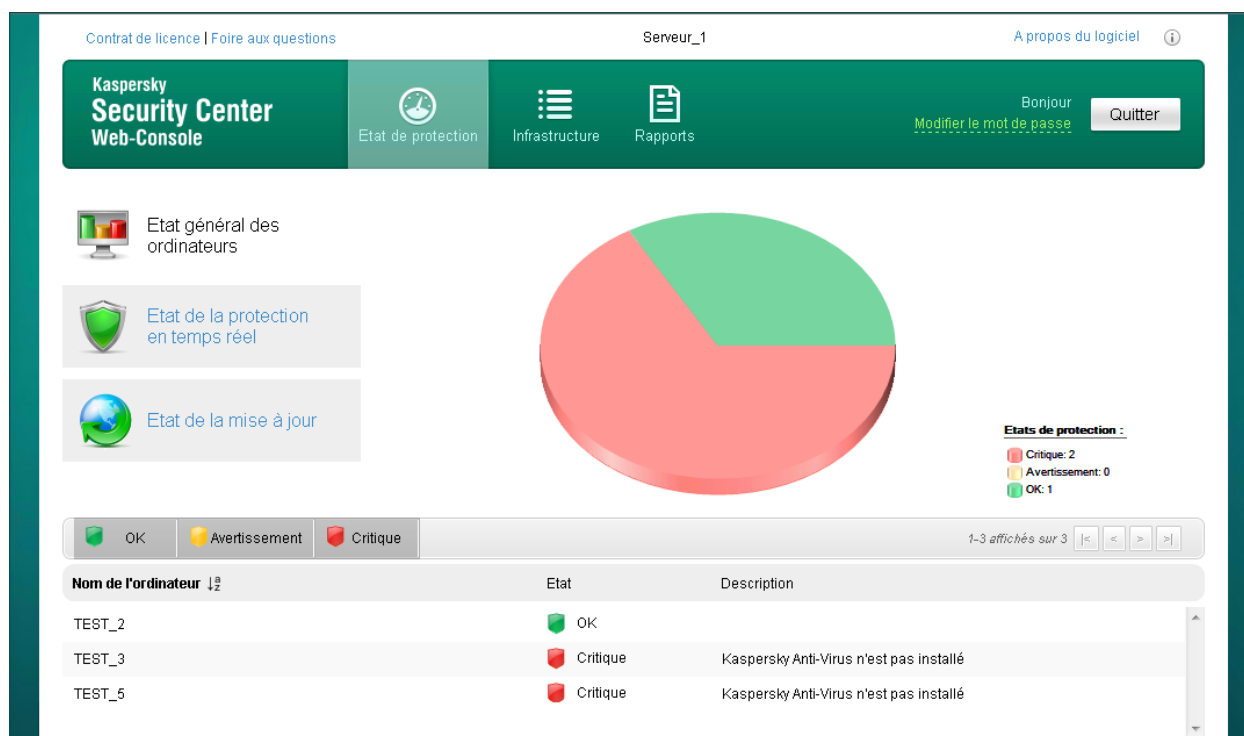 Contrat de licence | Foire aux questions
Serveur_1
A propos du logiciel
Kaspersky
Security Center
Web-Console
Etat de protection
Infrastructure
Rapports
Bonjour
Modifier le mot de passe
Quitter
Etat général des
ordinateurs
Etat de la protection
en temps réel
Etat de la mise à jour
Etats de protection :
Critique: 2
Avertissement: 0
OK: 1
OK
Avertissement
Critique
1-3 affichés sur 3 |< < > >|
Nom de l'ordinateur
Etat
Description
TEST_2 OK
TEST_3 Critique Kaspersky Anti-Virus n'est pas installé
TEST_5 Critique Kaspersky Anti-Virus n'est pas installé